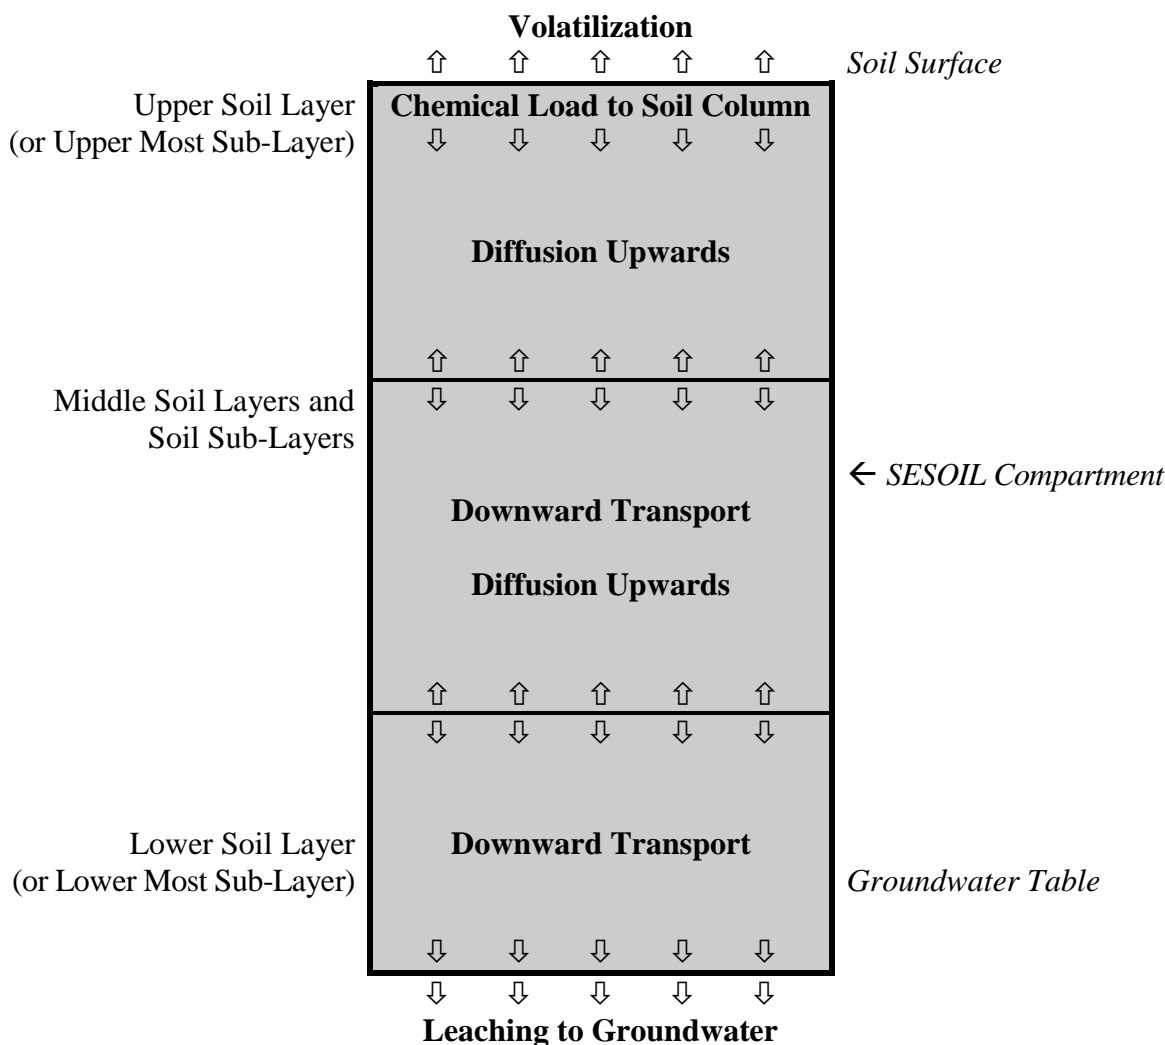 Volatilization
Soil Surface
Upper Soil Layer
(or Upper Most Sub-Layer)
Chemical Load to Soil Column
Diffusion Upwards
Middle Soil Layers and
Soil Sub-Layers
← SESOIL Compartment
Downward Transport
Diffusion Upwards
Lower Soil Layer
(or Lower Most Sub-Layer)
Downward Transport
Groundwater Table
Leaching to Groundwater